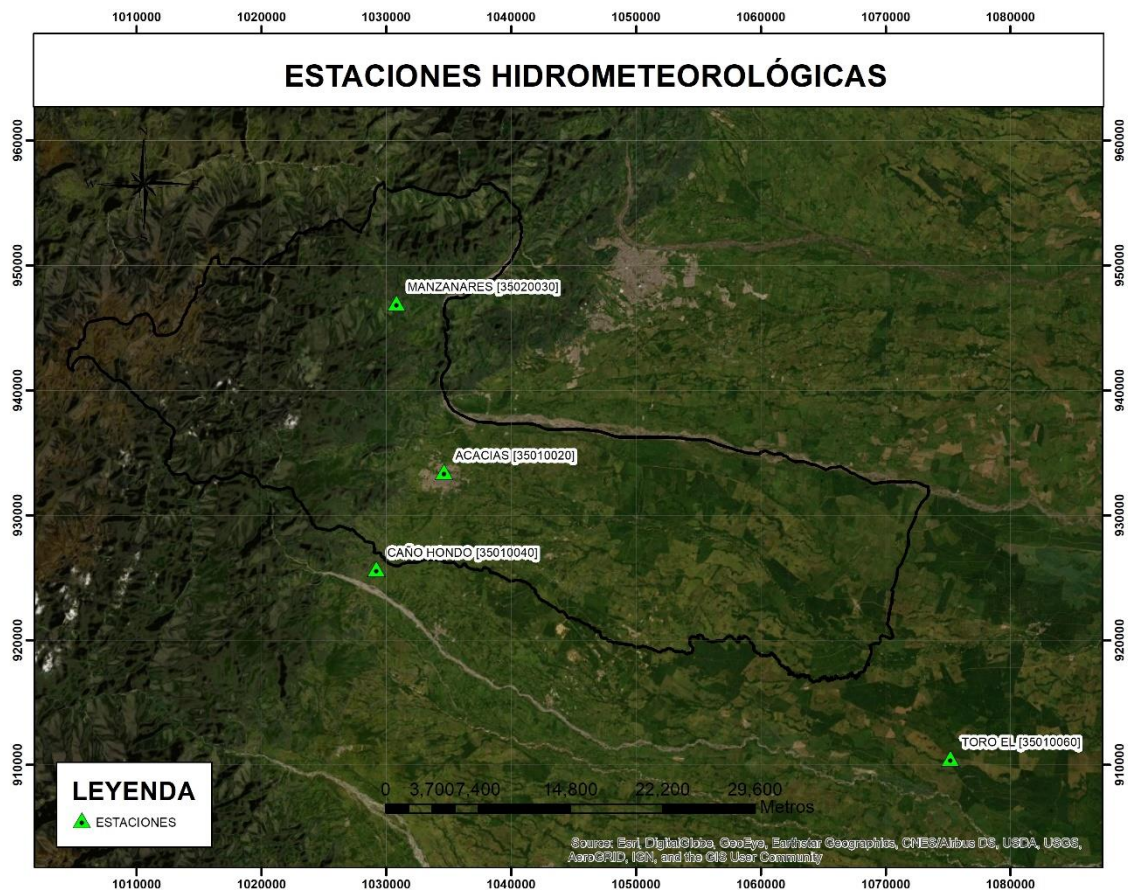 1010000 1020000 1030000 1040000 1050000 1060000 1070000 1080000
ESTACIONES HIDROMETEOROLÓGICAS
960000 960000
950000 950000
MANZANARES [35020030]
940000 940000
ACACIAS [35010020]
930000 930000
CAÑO HONDO [35010040]
920000 920000
TORO EL [35010060]
910000 910000
LEYENDA
ESTACIONES
0 3,700 7,400 14,800 22,200 29,600
Metros
Source: Esri, DigitalGlobe, GeoEye, Earthstar Geographics, CNES/Airbus DS, USDA, USGS,
AeroGRID, IGN, and the GIS User Community
1010000 1020000 1030000 1040000 1050000 1060000 1070000 1080000